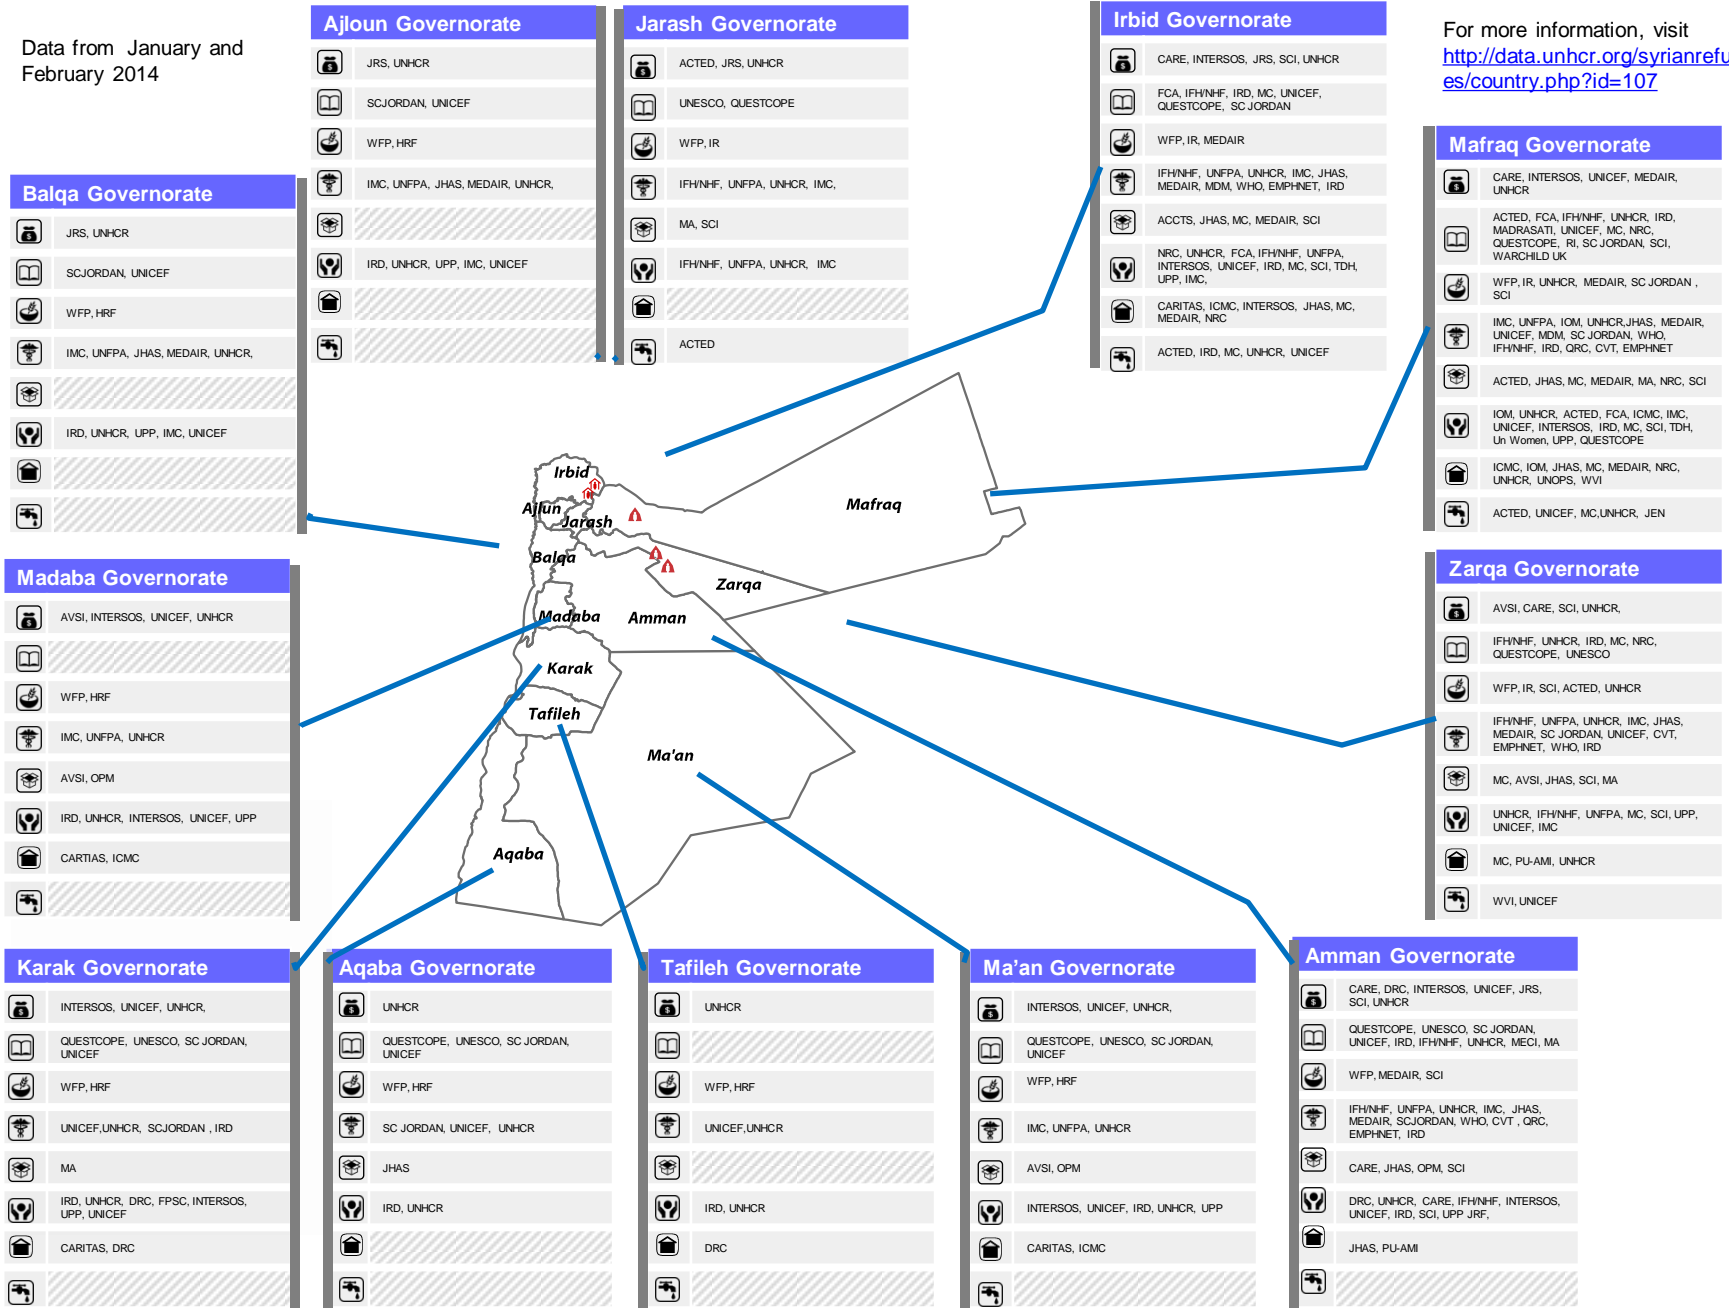 Data from January and
February 2014
For more information, visit
http://data.unhcr.org/syrianrefu
es/country.php?id=107
Ajloun Governorate
JRS, UNHCR
SCJORDAN, UNICEF
WFP, HRF
IMC, UNFPA, JHAS, MEDAIR, UNHCR,
IRD, UNHCR, UPP, IMC, UNICEF
Jarash Governorate
ACTED, JRS, UNHCR
UNESCO, QUESTCOPE
WFP, IR
IFH/NHF, UNFPA, UNHCR, IMC,
MA, SCI
IFH/NHF, UNFPA, UNHCR, IMC
ACTED
Irbid Governorate
CARE, INTERSOS, JRS, SCI, UNHCR
FCA, IFH/NHF, IRD, MC, UNICEF,
QUESTCOPE, SC JORDAN
WFP, IR, MEDAIR
IFH/NHF, UNFPA, UNHCR, IMC, JHAS,
MEDAIR, MDM, WHO, EMPHNET, IRD
ACCTS, JHAS, MC, MEDAIR, SCI
NRC, UNHCR, FCA, IFH/NHF, UNFPA,
INTERSOS, UNICEF, IRD, MC, SCI, TDH,
UPP, IMC,
CARITAS, ICMC, INTERSOS, JHAS, MC,
MEDAIR, NRC
ACTED, IRD, MC, UNHCR, UNICEF
Mafraq Governorate
CARE, INTERSOS, UNICEF, MEDAIR,
UNHCR
ACTED, FCA, IFH/NHF, UNHCR, IRD,
MADRASATI, UNICEF, MC, NRC,
QUESTCOPE, RI, SC JORDAN, SCI,
WARCHILD UK
WFP, IR, UNHCR, MEDAIR, SC JORDAN ,
SCI
IMC, UNFPA, IOM, UNHCR,JHAS, MEDAIR,
UNICEF, MDM, SC JORDAN, WHO,
IFH/NHF, IRD, QRC, CVT, EMPHNET
ACTED, JHAS, MC, MEDAIR, MA, NRC, SCI
IOM, UNHCR, ACTED, FCA, ICMC, IMC,
UNICEF, INTERSOS, IRD, MC, SCI, TDH,
Un Women, UPP, QUESTCOPE
ICMC, IOM, JHAS, MC, MEDAIR, NRC,
UNHCR, UNOPS, WVI
ACTED, UNICEF, MC,UNHCR, JEN
Balqa Governorate
JRS, UNHCR
SCJORDAN, UNICEF
WFP, HRF
IMC, UNFPA, JHAS, MEDAIR, UNHCR,
IRD, UNHCR, UPP, IMC, UNICEF
Irbid
Ajlun
Jarash
Mafraq
Balqa
Zarqa
Madaba
Amman
Karak
Tafileh
Ma'an
Aqaba
Madaba Governorate
AVSI, INTERSOS, UNICEF, UNHCR
WFP, HRF
IMC, UNFPA, UNHCR
AVSI, OPM
IRD, UNHCR, INTERSOS, UNICEF, UPP
CARTIAS, ICMC
Zarqa Governorate
AVSI, CARE, SCI, UNHCR,
IFH/NHF, UNHCR, IRD, MC, NRC,
QUESTCOPE, UNESCO
WFP, IR, SCI, ACTED, UNHCR
IFH/NHF, UNFPA, UNHCR, IMC, JHAS,
MEDAIR, SC JORDAN, UNICEF, CVT,
EMPHNET, WHO, IRD
MC, AVSI, JHAS, SCI, MA
UNHCR, IFH/NHF, UNFPA, MC, SCI, UPP,
UNICEF, IMC
MC, PU-AMI, UNHCR
WVI, UNICEF
Karak Governorate
INTERSOS, UNICEF, UNHCR,
QUESTCOPE, UNESCO, SC JORDAN,
UNICEF
WFP, HRF
UNICEF,UNHCR, SCJORDAN , IRD
MA
IRD, UNHCR, DRC, FPSC, INTERSOS,
UPP, UNICEF
CARITAS, DRC
Aqaba Governorate
UNHCR
QUESTCOPE, UNESCO, SC JORDAN,
UNICEF
WFP, HRF
SC JORDAN, UNICEF, UNHCR
JHAS
IRD, UNHCR
Tafileh Governorate
UNHCR
WFP, HRF
UNICEF,UNHCR
IRD, UNHCR
DRC
Ma'an Governorate
INTERSOS, UNICEF, UNHCR,
QUESTCOPE, UNESCO, SC JORDAN,
UNICEF
WFP, HRF
IMC, UNFPA, UNHCR
AVSI, OPM
INTERSOS, UNICEF, IRD, UNHCR, UPP
CARITAS, ICMC
Amman Governorate
CARE, DRC, INTERSOS, UNICEF, JRS,
SCI, UNHCR
QUESTCOPE, UNESCO, SC JORDAN,
UNICEF, IRD, IFH/NHF, UNHCR, MECI, MA
WFP, MEDAIR, SCI
IFH/NHF, UNFPA, UNHCR, IMC, JHAS,
MEDAIR, SCJORDAN, WHO, CVT , QRC,
EMPHNET, IRD
CARE, JHAS, OPM, SCI
DRC, UNHCR, CARE, IFH/NHF, INTERSOS,
UNICEF, IRD, SCI, UPP JRF,
JHAS, PU-AMI